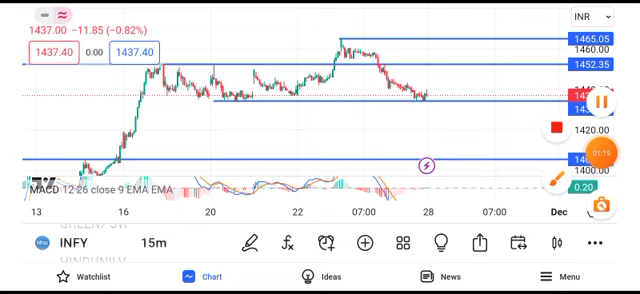 INR
1437.00 −11.85 (−0.82%)
1437.40 0.00 1437.40
1465.05
1460.00
1452.35
1420.00
1400.00
MACD 12 26 close 9 EMA EMA
0.20
01:19
13 16 20 22 07:00 28 07:00 Dec
INFY 15m
Watchlist Chart Ideas News Menu